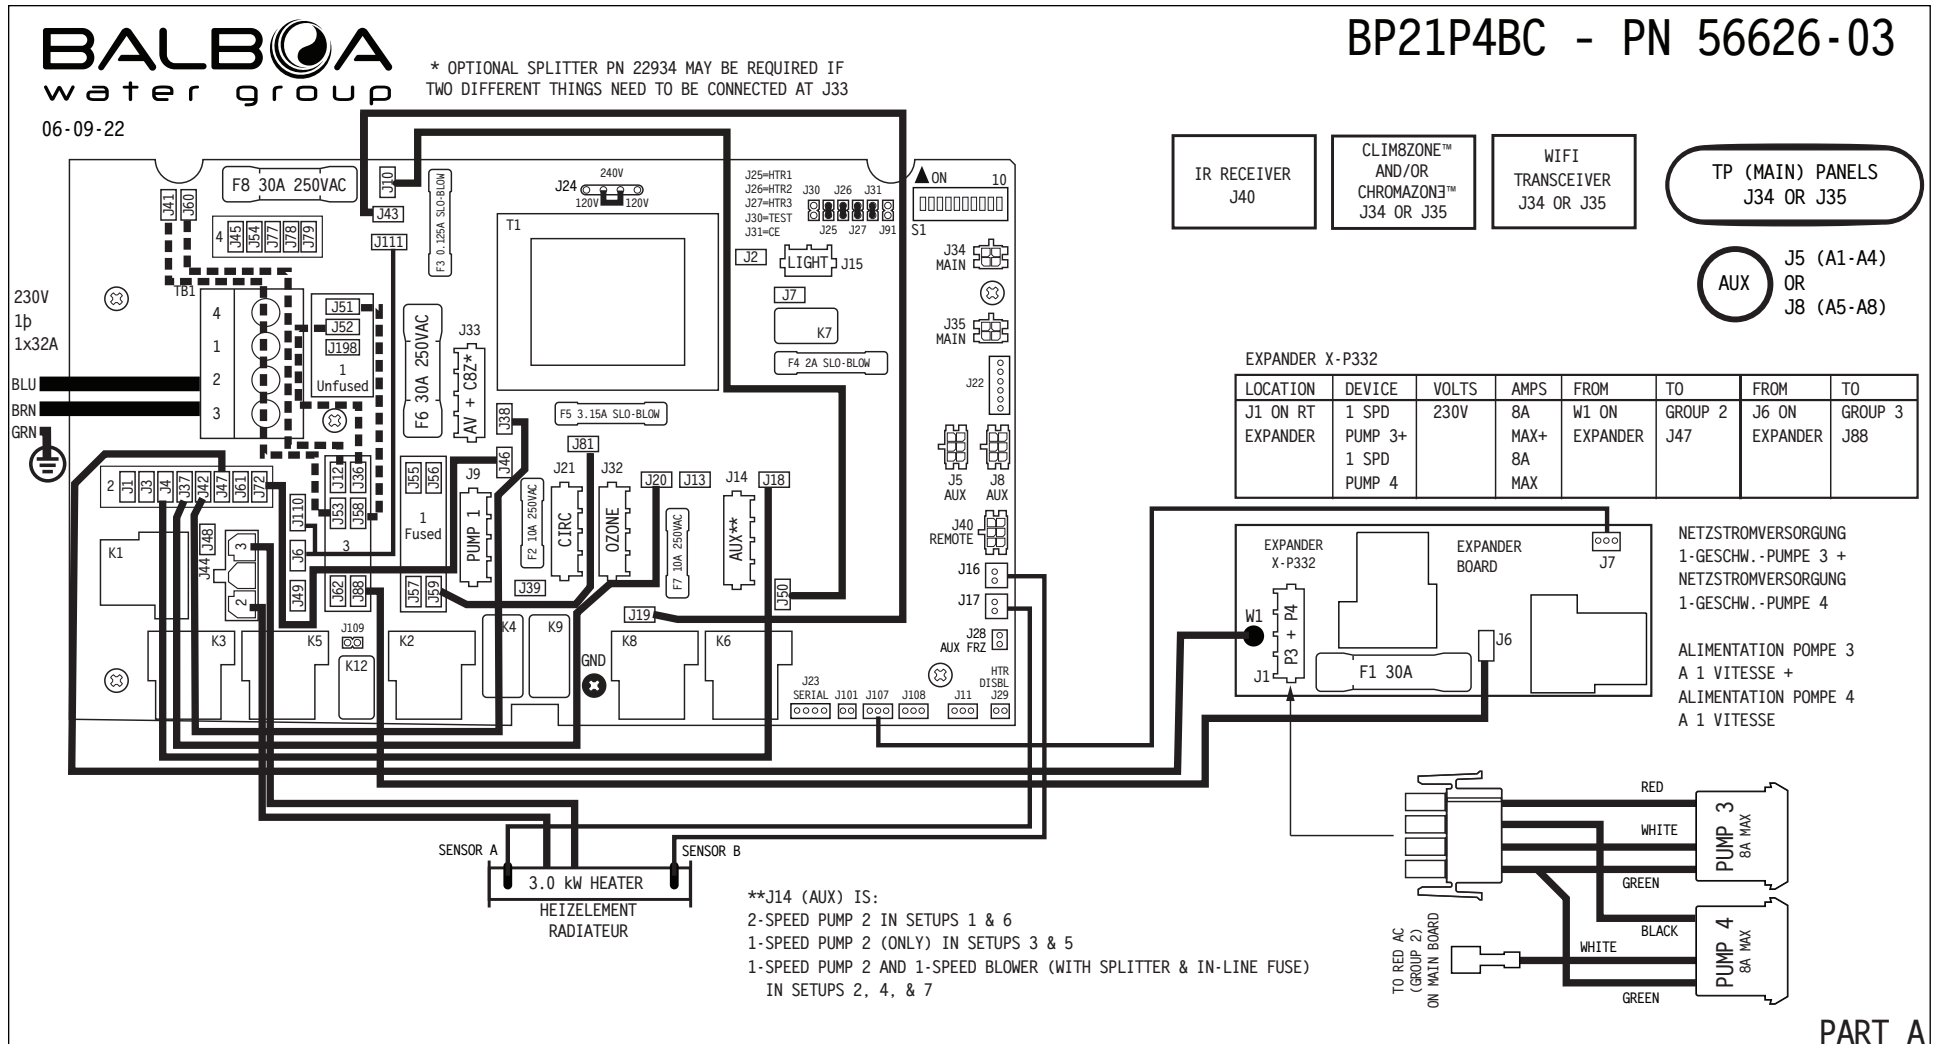 BALBOA
water group
06-09-22
* OPTIONAL SPLITTER PN 22934 MAY BE REQUIRED IF
TWO DIFFERENT THINGS NEED TO BE CONNECTED AT J33
BP21P4BC - PN 56626-03
IR RECEIVER
J40
CLIM8ZONE™
AND/OR
CHROMAZONƎ™
J34 OR J35
WIFI
TRANSCEIVER
J34 OR J35
TP (MAIN) PANELS
J34 OR J35
AUX
J5 (A1-A4)
OR
J8 (A5-A8)
F8 30A 250VAC
J41
J60
4
J45
J54
J77
J78
J79
J10
J43
J111
F3 0.125A SLO-BLOW
240V
J24
120V
120V
J25=HTR1
J26=HTR2
J27=HTR3
J30=TEST
J31=CE
J30 J26 J31
J25 J27 J91
ON
10
S1
T1
J2
LIGHT
J15
J7
K7
F4 2A SLO-BLOW
J34
MAIN
J35
MAIN
J22
J5
AUX
J8
AUX
J40
REMOTE
J16
J17
J28
AUX FRZ
HTR
DISBL
J29
230V
1þ
1x32A
BLU
BRN
GRN
TB1
4
1
2
3
J51
J52
J198
1
Unfused
F6 30A 250VAC
J33
AV + C8Z*
J38
J46
F5 3.15A SLO-BLOW
J81
2
J1
J3
J4
J37
J42
J47
J61
J72
J110
J12
J36
J53
J58
3
J62
J88
J55
J56
1
Fused
J57
J59
J9
PUMP 1
F2 10A 250VAC
J21
CIRC
J32
OZONE
J39
J20
J13
F7 10A 250VAC
J14
AUX**
J18
J50
J19
K1
J48
J44
3
2
J6
J49
K3
K5
J109
K12
K2
K4
K9
GND
K8
K6
J23
SERIAL
J101
J107
J108
J11
SENSOR A
SENSOR B
3.0 kW HEATER
HEIZELEMENT
RADIATEUR
**J14 (AUX) IS:
2-SPEED PUMP 2 IN SETUPS 1 & 6
1-SPEED PUMP 2 (ONLY) IN SETUPS 3 & 5
1-SPEED PUMP 2 AND 1-SPEED BLOWER (WITH SPLITTER & IN-LINE FUSE)
IN SETUPS 2, 4, & 7
EXPANDER X-P332
LOCATION DEVICE VOLTS AMPS FROM TO FROM TO
J1 ON RT 1 SPD 230V 8A W1 ON GROUP 2 J6 ON GROUP 3
EXPANDER PUMP 3+ MAX+ EXPANDER J47 EXPANDER J88
1 SPD 8A
PUMP 4 MAX
EXPANDER
X-P332
EXPANDER
BOARD
J7
W1
P3 + P4
J1
F1 30A
J6
NETZSTROMVERSORGUNG
1-GESCHW.-PUMPE 3 +
NETZSTROMVERSORGUNG
1-GESCHW.-PUMPE 4
ALIMENTATION POMPE 3
A 1 VITESSE +
ALIMENTATION POMPE 4
A 1 VITESSE
RED
WHITE
GREEN
PUMP 3
8A MAX
BLACK
WHITE
GREEN
PUMP 4
8A MAX
TO RED AC
(GROUP 2)
ON MAIN BOARD
PART A